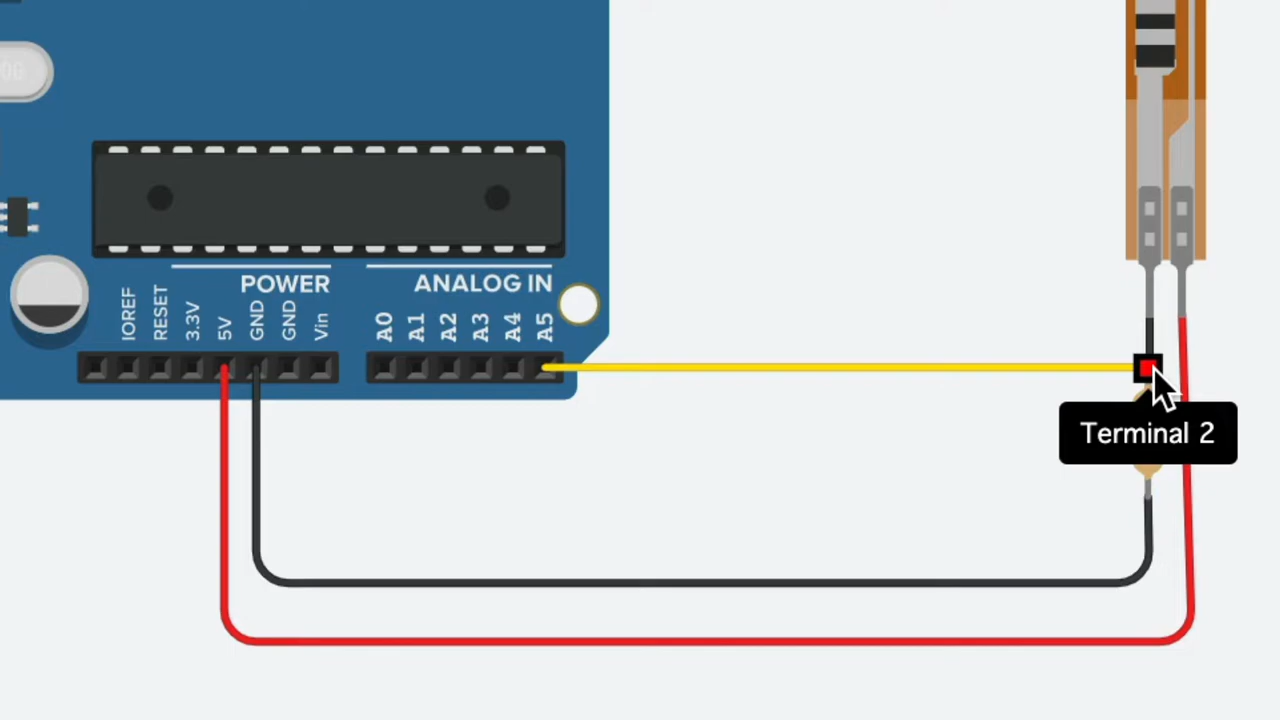 POWER
ANALOG IN
IOREF
RESET
3.3V
5V
GND
GND
Vin
A0
A1
A2
A3
A4
A5
Terminal 2